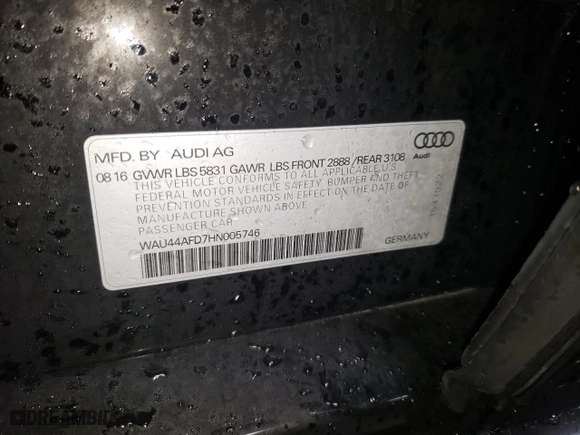 MFD. BY AUDI AG
08 16 GVWR LBS 5831 GAWR LBS FRONT 2888 / REAR 3108
Audi
THIS VEHICLE CONFORMS TO ALL APPLICABLE U.S.
FEDERAL MOTOR VEHICLE SAFETY, BUMPER AND THEFT
PREVENTION STANDARDS IN EFFECT ON THE DATE OF
MANUFACTURE SHOWN ABOVE.
PASSENGER CAR
WAU44AFD7HN005746
GERMANY